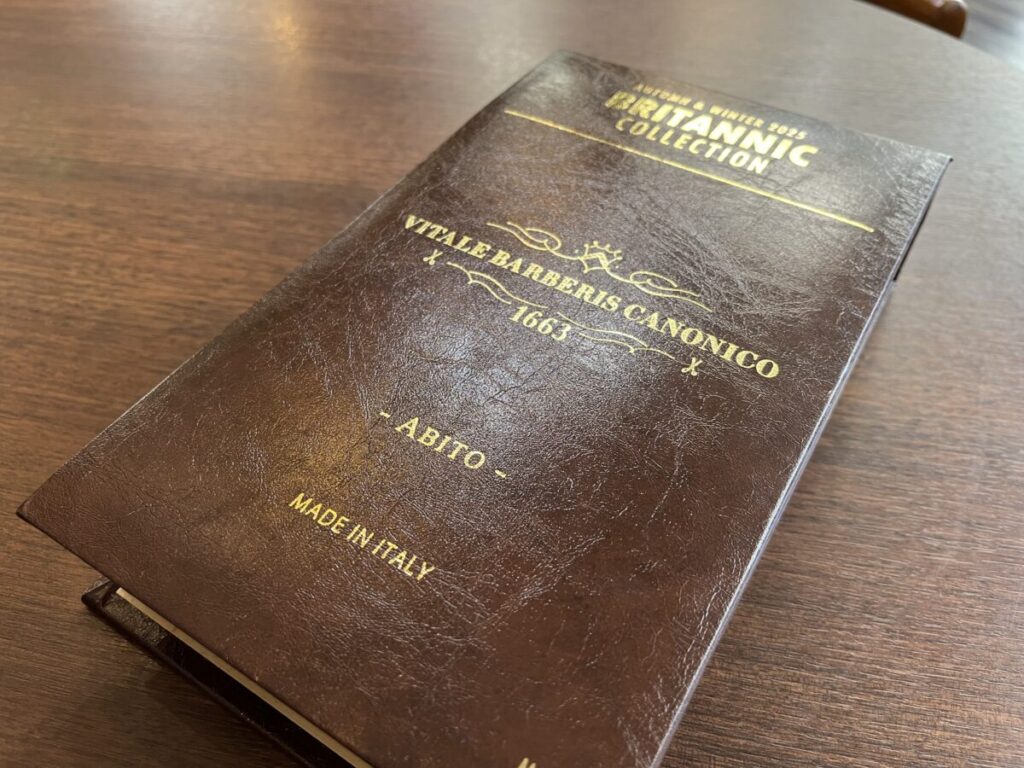 AUTUMN & WINTER 2025
BRITANNIC
COLLECTION
VITALE BARBERIS CANONICO
1663
- ABITO -
MADE IN ITALY